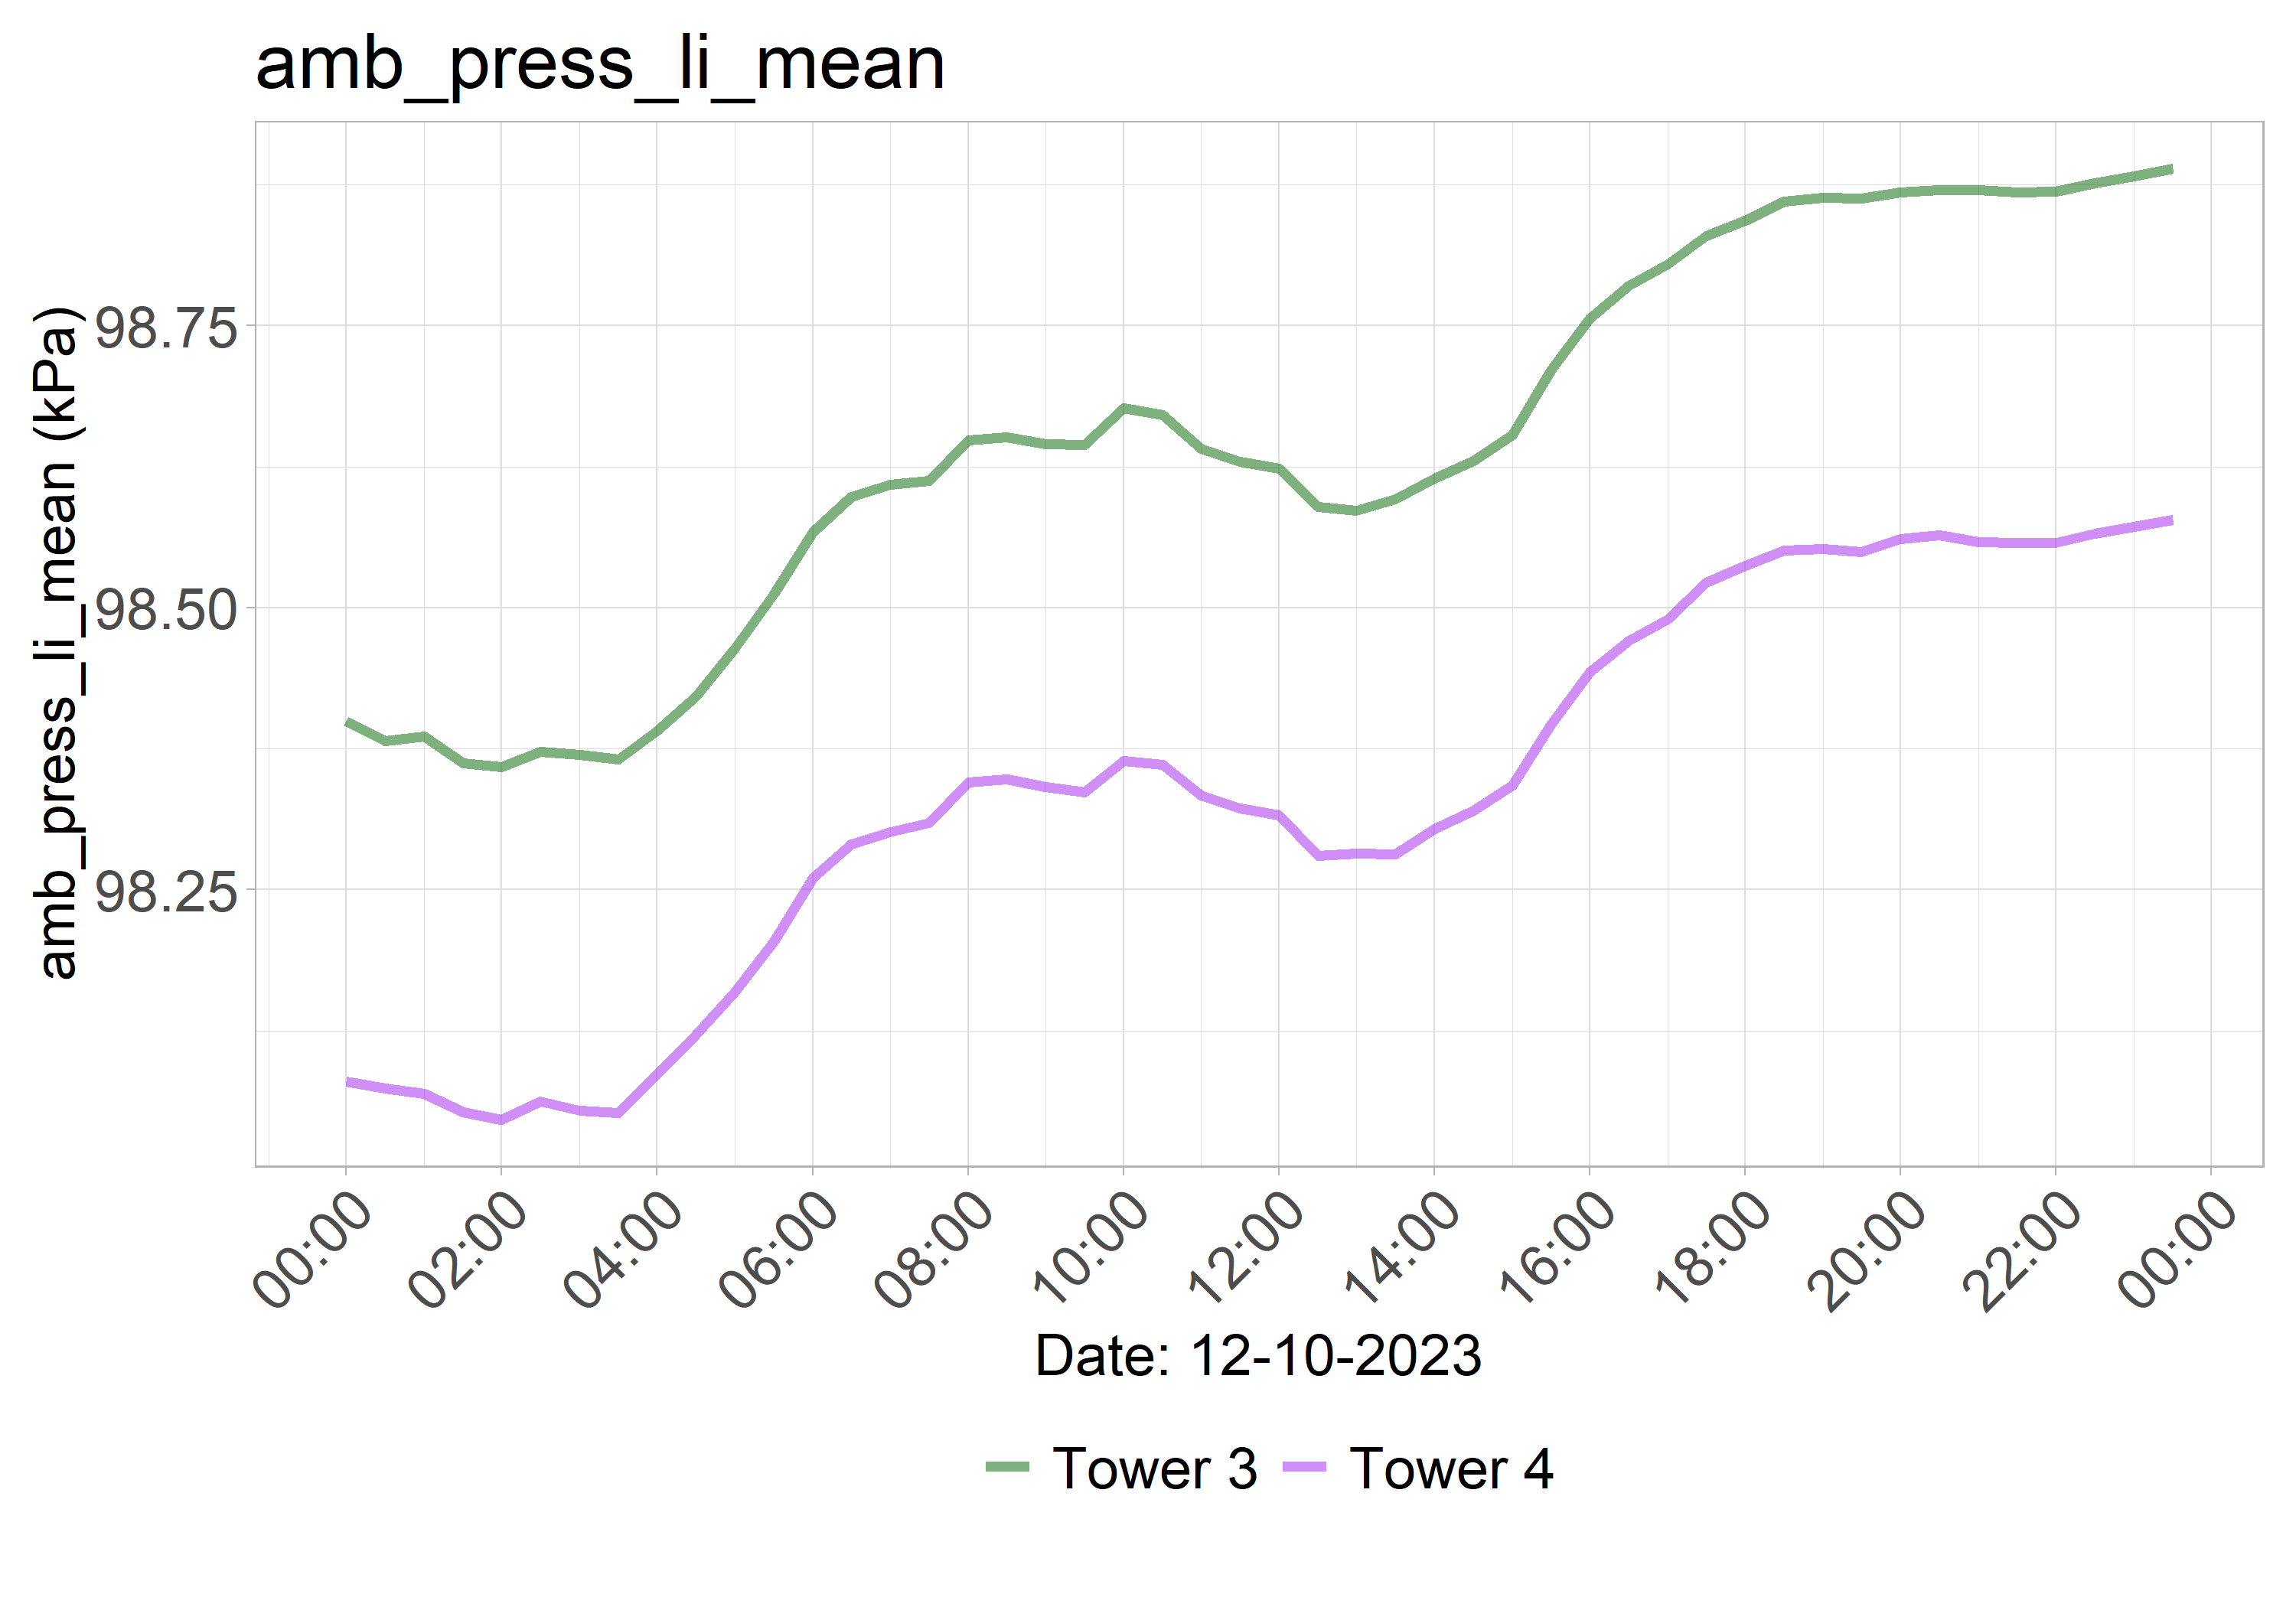 amb_press_li_mean
amb_press_li_mean (kPa)
98.75
98.50
98.25
00:00 02:00 04:00 06:00 08:00 10:00 12:00 14:00 16:00 18:00 20:00 22:00 00:00
Date: 12-10-2023
Tower 3 Tower 4